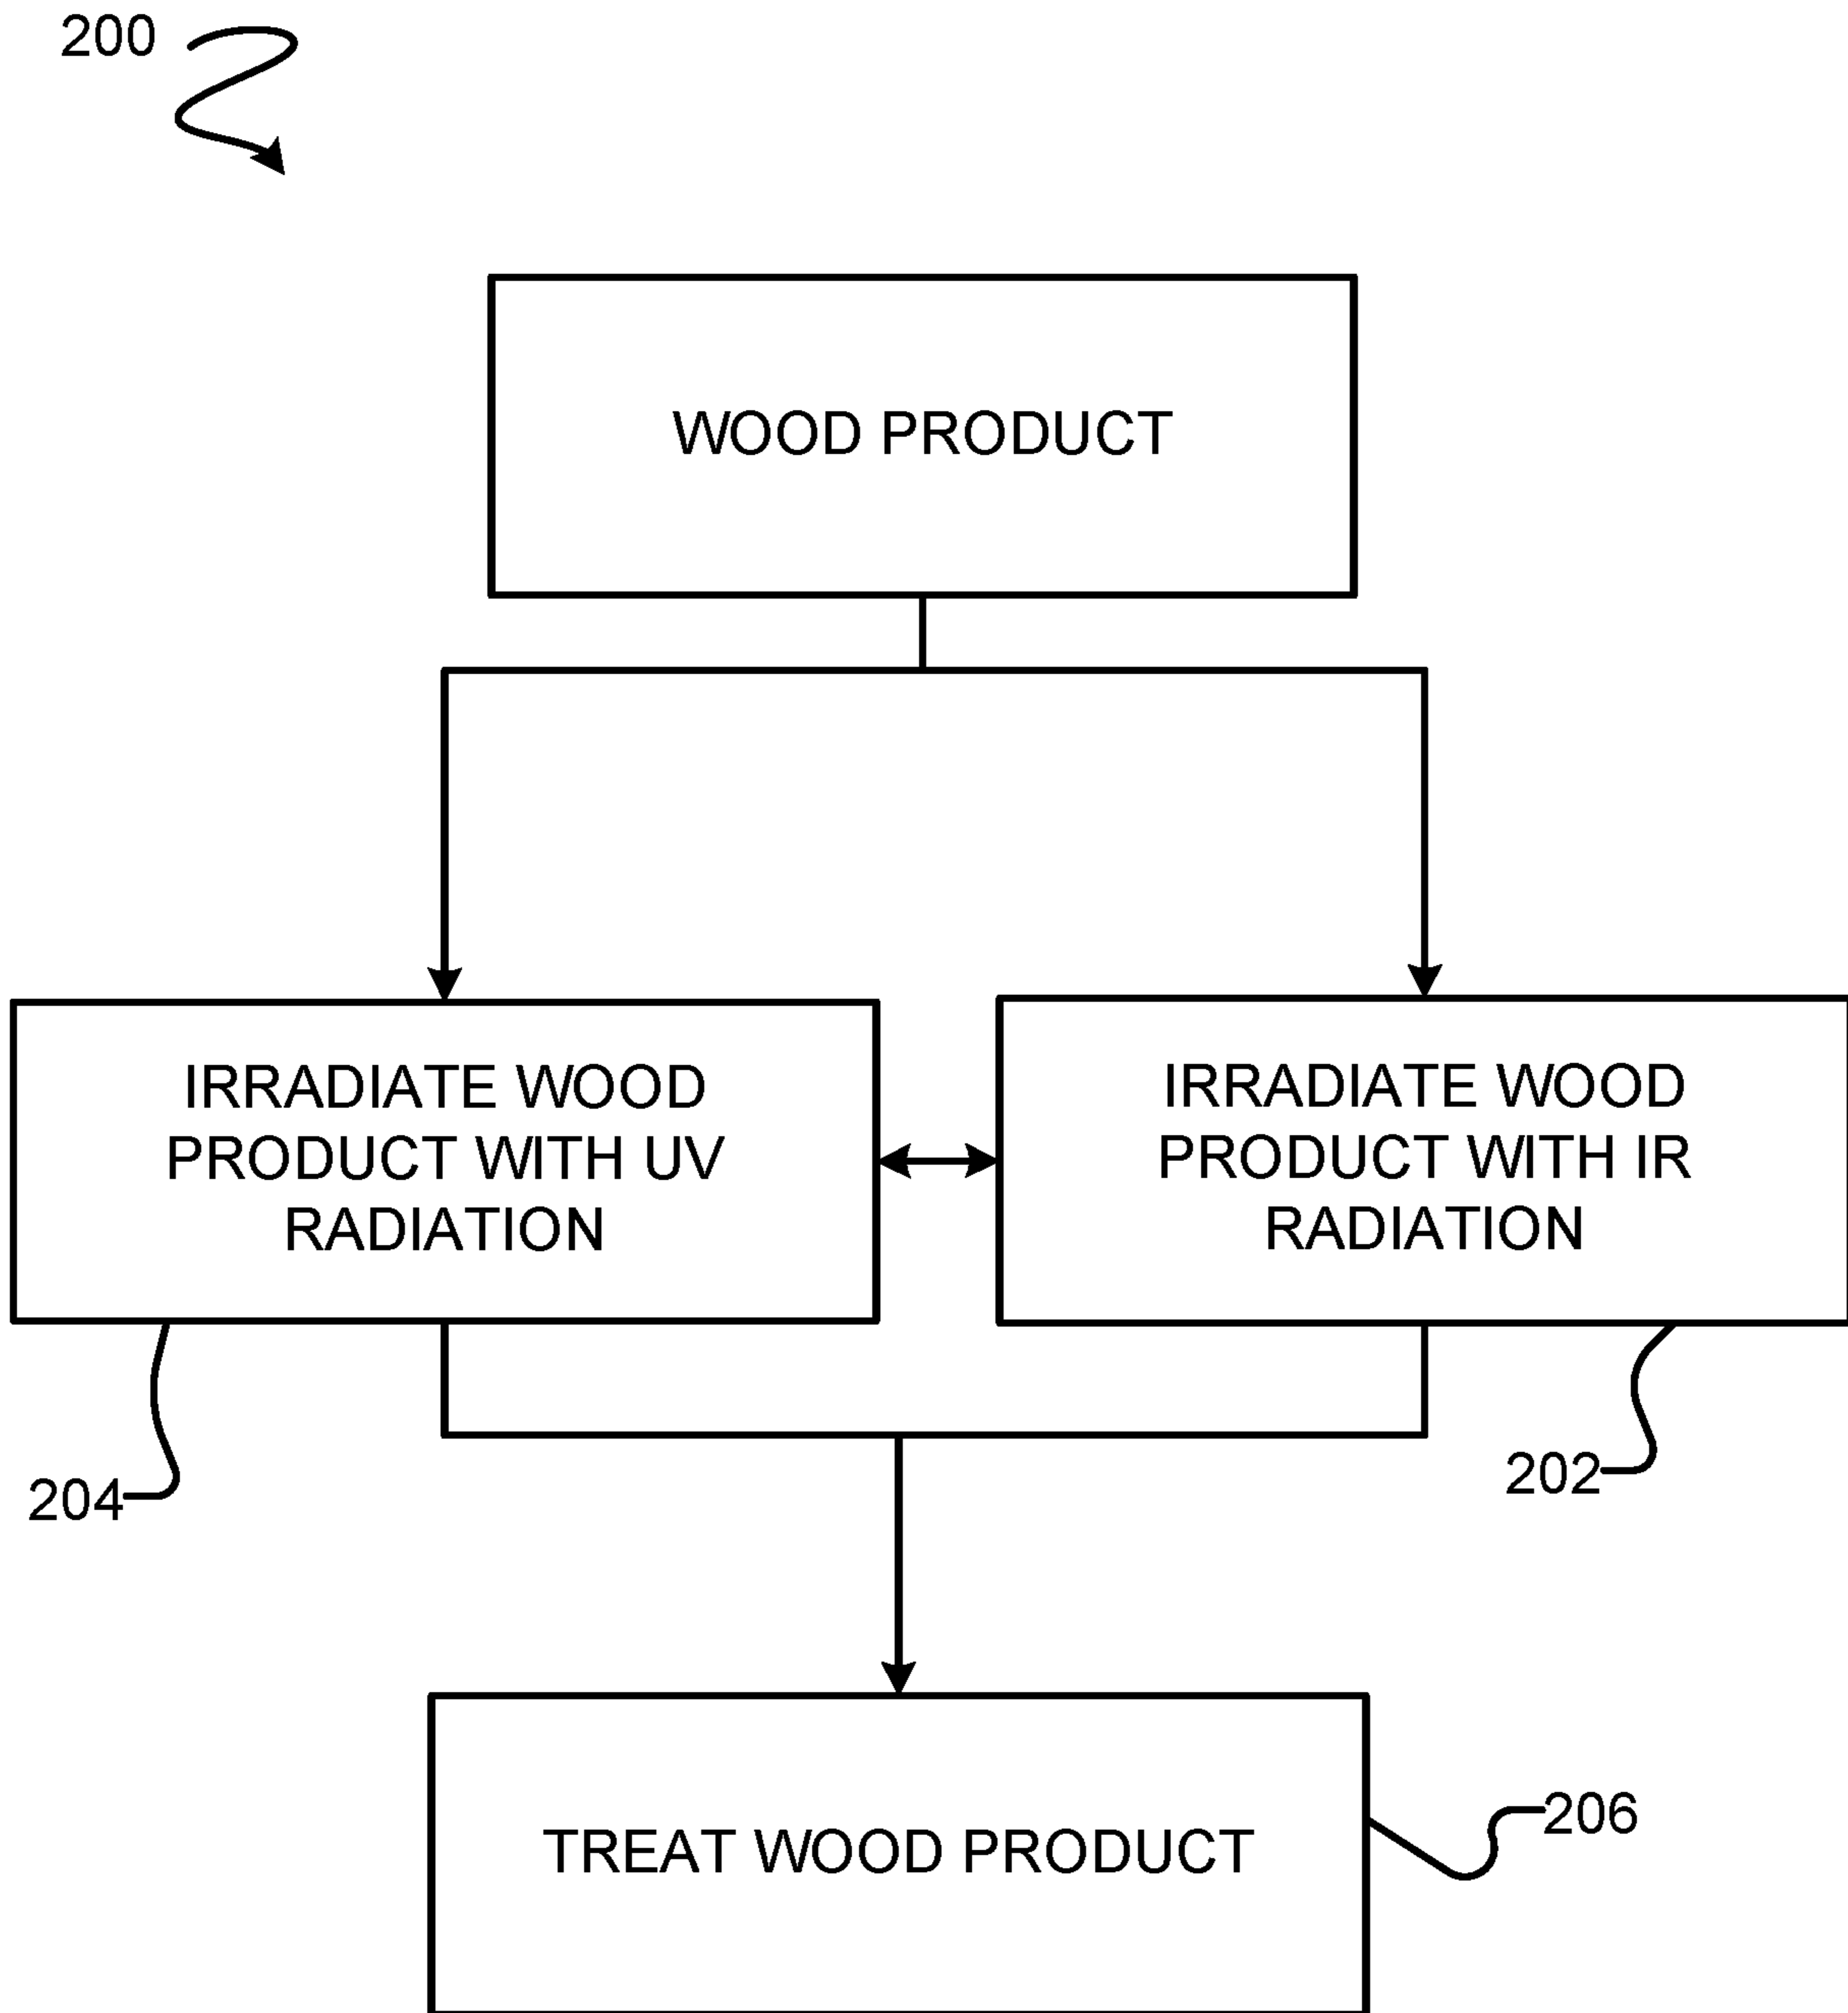 200
WOOD PRODUCT
IRRADIATE WOOD
PRODUCT WITH UV
RADIATION
IRRADIATE WOOD
PRODUCT WITH IR
RADIATION
204
202
TREAT WOOD PRODUCT
206